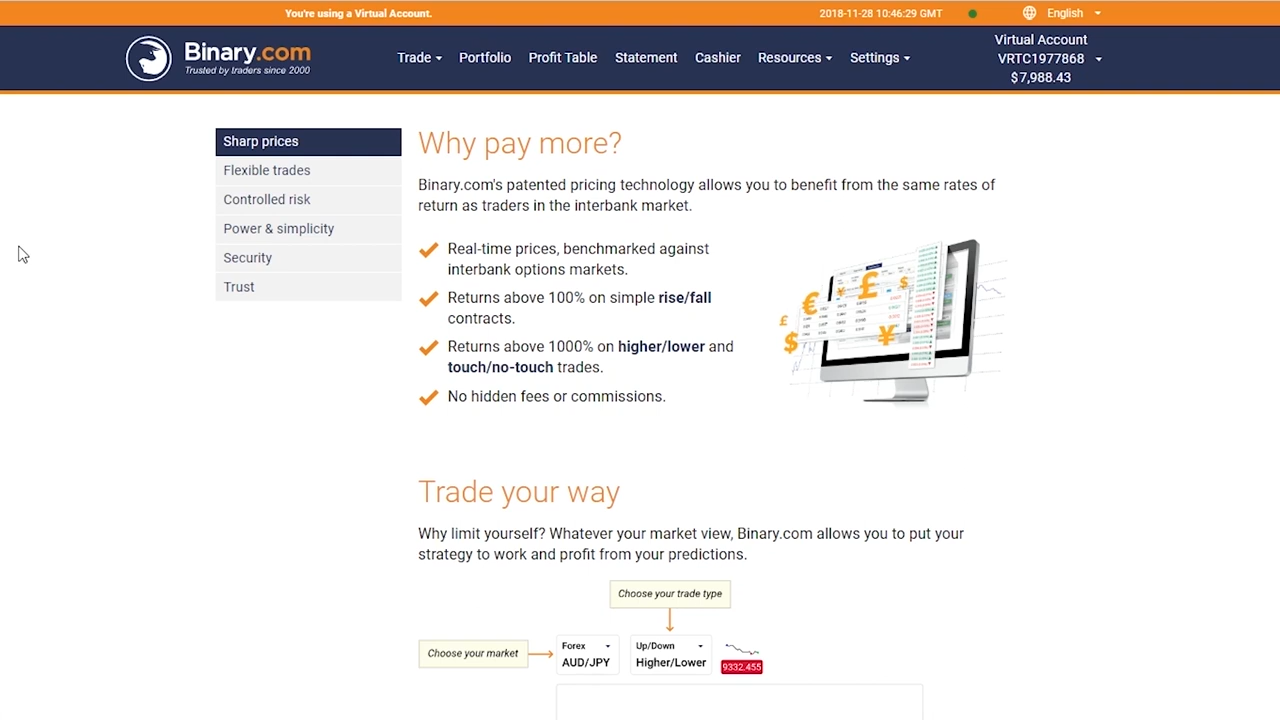 You're using a Virtual Account.
2018-11-28 10:46:29 GMT
English
Binary.com
Trusted by traders since 2000
Trade
Portfolio
Profit Table
Statement
Cashier
Resources
Settings
Virtual Account
VRTC1977868
$7,988.43
Sharp prices
Flexible trades
Controlled risk
Power & simplicity
Security
Trust
Why pay more?
Binary.com's patented pricing technology allows you to benefit from the same rates of
return as traders in the interbank market.
Real-time prices, benchmarked against
interbank options markets.
Returns above 100% on simple rise/fall
contracts.
Returns above 1000% on higher/lower and
touch/no-touch trades.
No hidden fees or commissions.
€ £ $ ¥
£ $ ¥
Trade your way
Why limit yourself? Whatever your market view, Binary.com allows you to put your
strategy to work and profit from your predictions.
Choose your trade type
Choose your market
Forex
AUD/JPY
Up/Down
Higher/Lower
9332.455